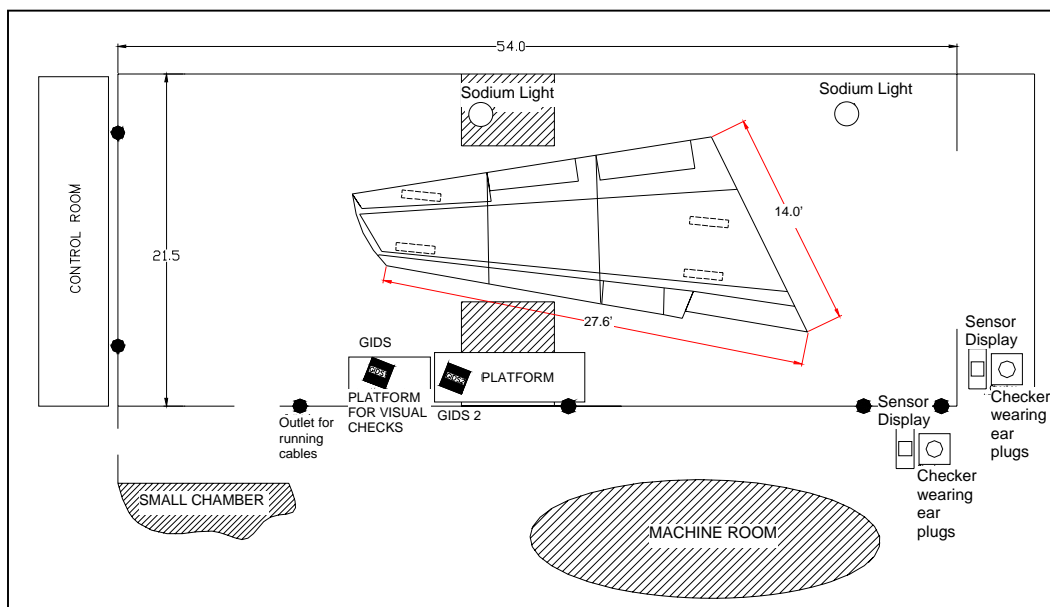 54.0
Sodium Light
Sodium Light
CONTROL ROOM
21.5
14.0'
27.6'
GIDS
GIDS1
GIDS2
PLATFORM
PLATFORM
FOR VISUAL
CHECKS
GIDS 2
Outlet for
running
cables
Sensor
Display
Checker
wearing
ear
plugs
Sensor
Display
Checker
wearing
ear
plugs
SMALL CHAMBER
MACHINE ROOM